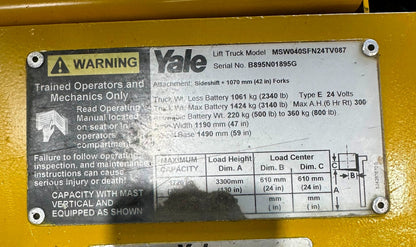 WARNING
Trained Operators and
Mechanics Only
Read Operating
Manual located
on seat or in
operator's
compartment.
Failure to follow operating,
inspection, and maintenance
instructions can cause
serious injury or death!
CAPACITY WITH MAST
VERTICAL AND
EQUIPPED AS SHOWN
Yale
Lift Truck Model MSW040SFN24TV087
Serial No. B895N01895G
Attachment: Sideshift + 1070 mm (42 in) Forks
Truck Wt. Less Battery 1061 kg (2340 lb) Type E 24 Volts
Truck Wt. Max Battery 1424 kg (3140 lb) Max A.H.(6 Hr Rt) 300
Battery Weight 220 kg (500 lb) to 360 kg (800 lb)
Width 1190 mm (47 in)
Base 1490 mm (59 in)
MAXIMUM
CAPACITY
Load Height
Dim. A
Load Center
Dim. B Dim. C
3300mm 610 mm 610 mm
(130 in) (24 in) (24 in)
mm mm
(in) (in)
C
B
A
Yale